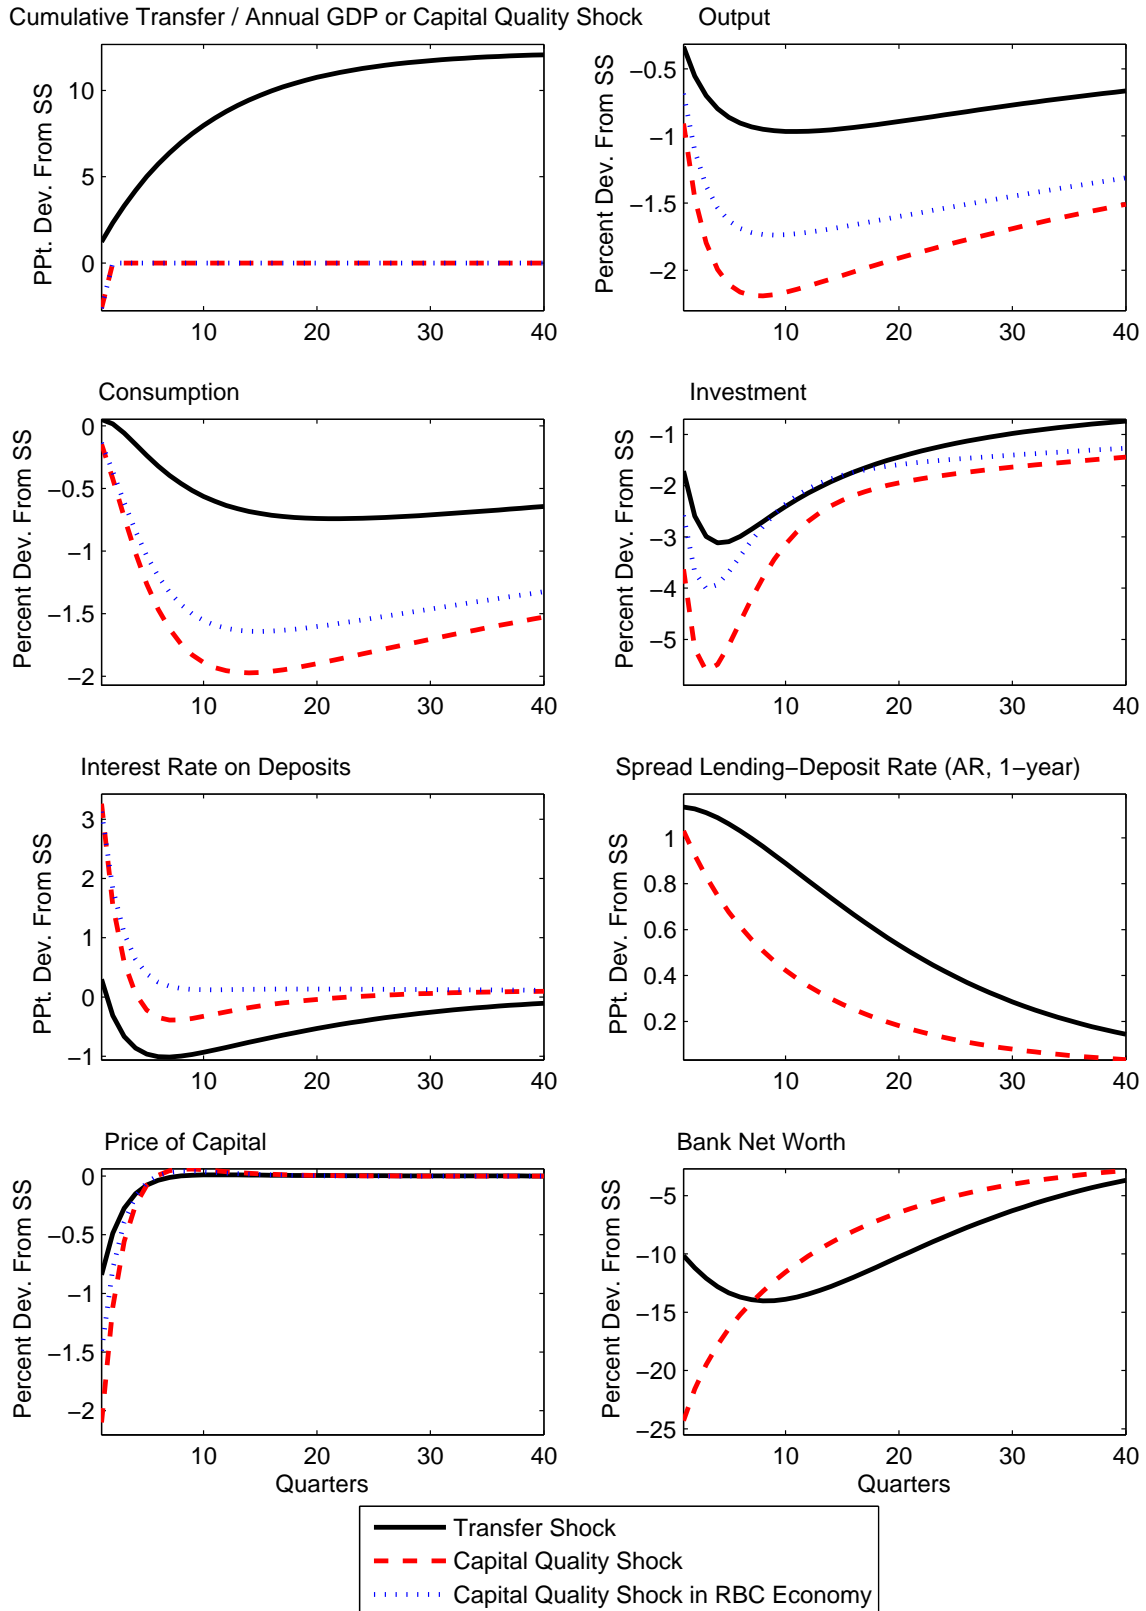 Cumulative Transfer / Annual GDP or Capital Quality Shock
PPt. Dev. From SS
10
5
0
10 20 30 40
Output
Percent Dev. From SS
−0.5
−1
−1.5
−2
10 20 30 40
Consumption
Percent Dev. From SS
0
−0.5
−1
−1.5
−2
10 20 30 40
Investment
Percent Dev. From SS
−1
−2
−3
−4
−5
10 20 30 40
Interest Rate on Deposits
PPt. Dev. From SS
3
2
1
0
−1
10 20 30 40
Spread Lending−Deposit Rate (AR, 1−year)
PPt. Dev. From SS
1
0.8
0.6
0.4
0.2
10 20 30 40
Price of Capital
Percent Dev. From SS
0
−0.5
−1
−1.5
−2
10 20 30 40
Quarters
Bank Net Worth
Percent Dev. From SS
−5
−10
−15
−20
−25
10 20 30 40
Quarters
Transfer Shock
Capital Quality Shock
Capital Quality Shock in RBC Economy